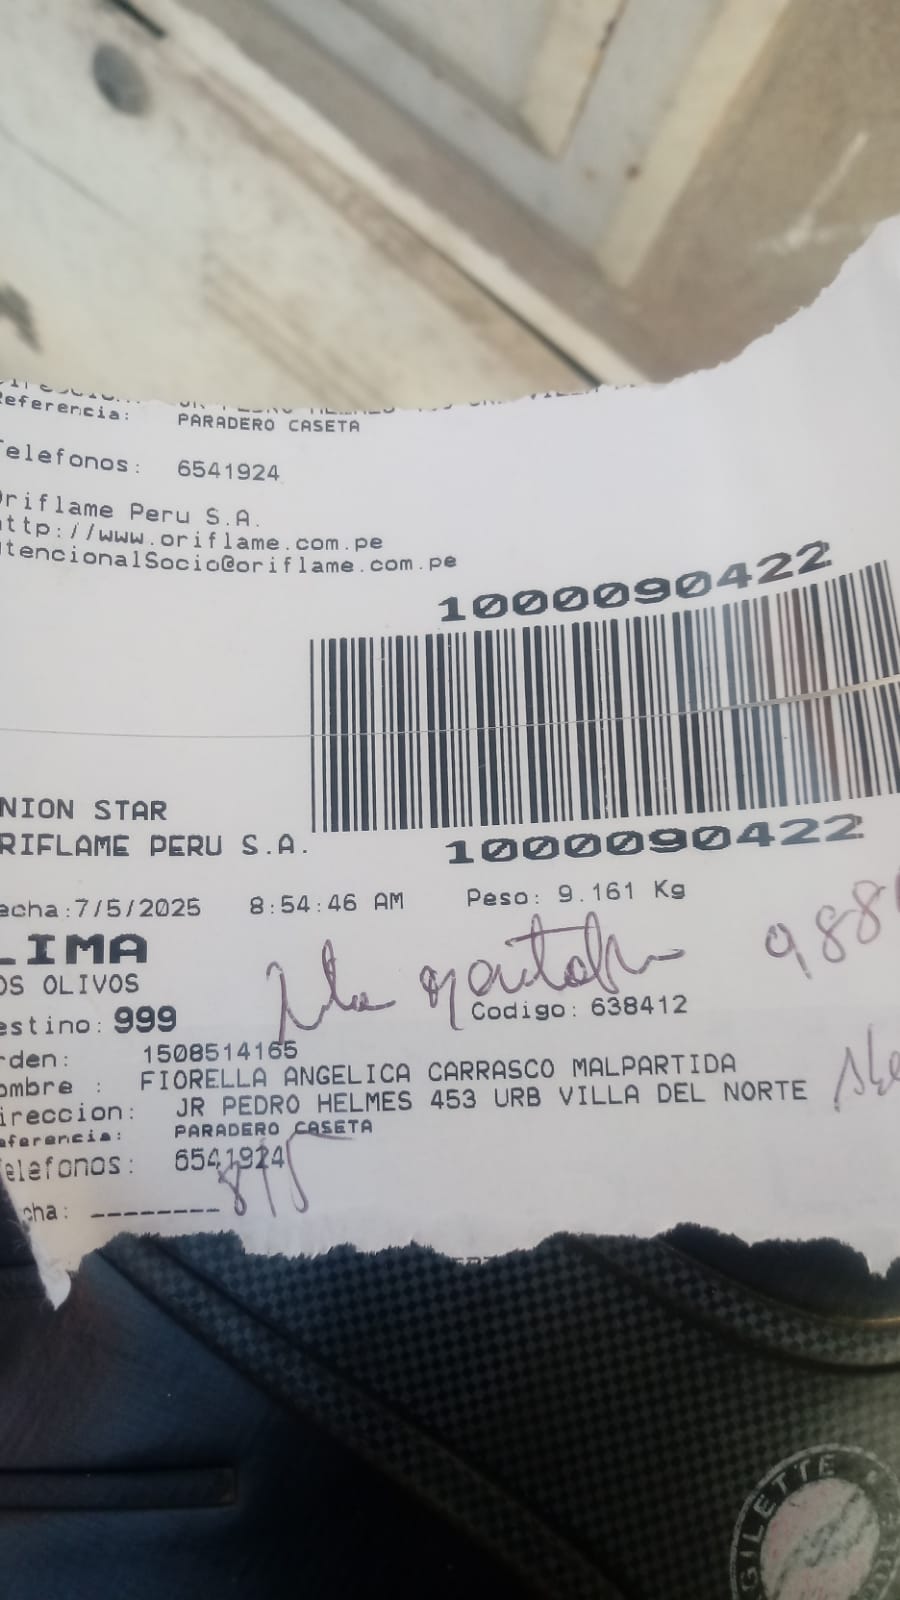 Referencia: PARADERO CASETA
Telefonos: 6541924
Oriflame Peru S.A.
http://www.oriflame.com.pe
AtencionalSocio@oriflame.com.pe
1000090422
NION STAR
RIFLAME PERU S.A.
1000090422
echa:7/5/2025 8:54:46 AM Peso: 9.161 Kg
LIMA
OS OLIVOS
988
estino: 999 Codigo: 638412
rden: 1508514165
ombre : FIORELLA ANGELICA CARRASCO MALPARTIDA
ireccion: JR PEDRO HELMES 453 URB VILLA DEL NORTE
eferencia: PARADERO CASETA
elefonos: 6541924
cha: --------
GILETTE